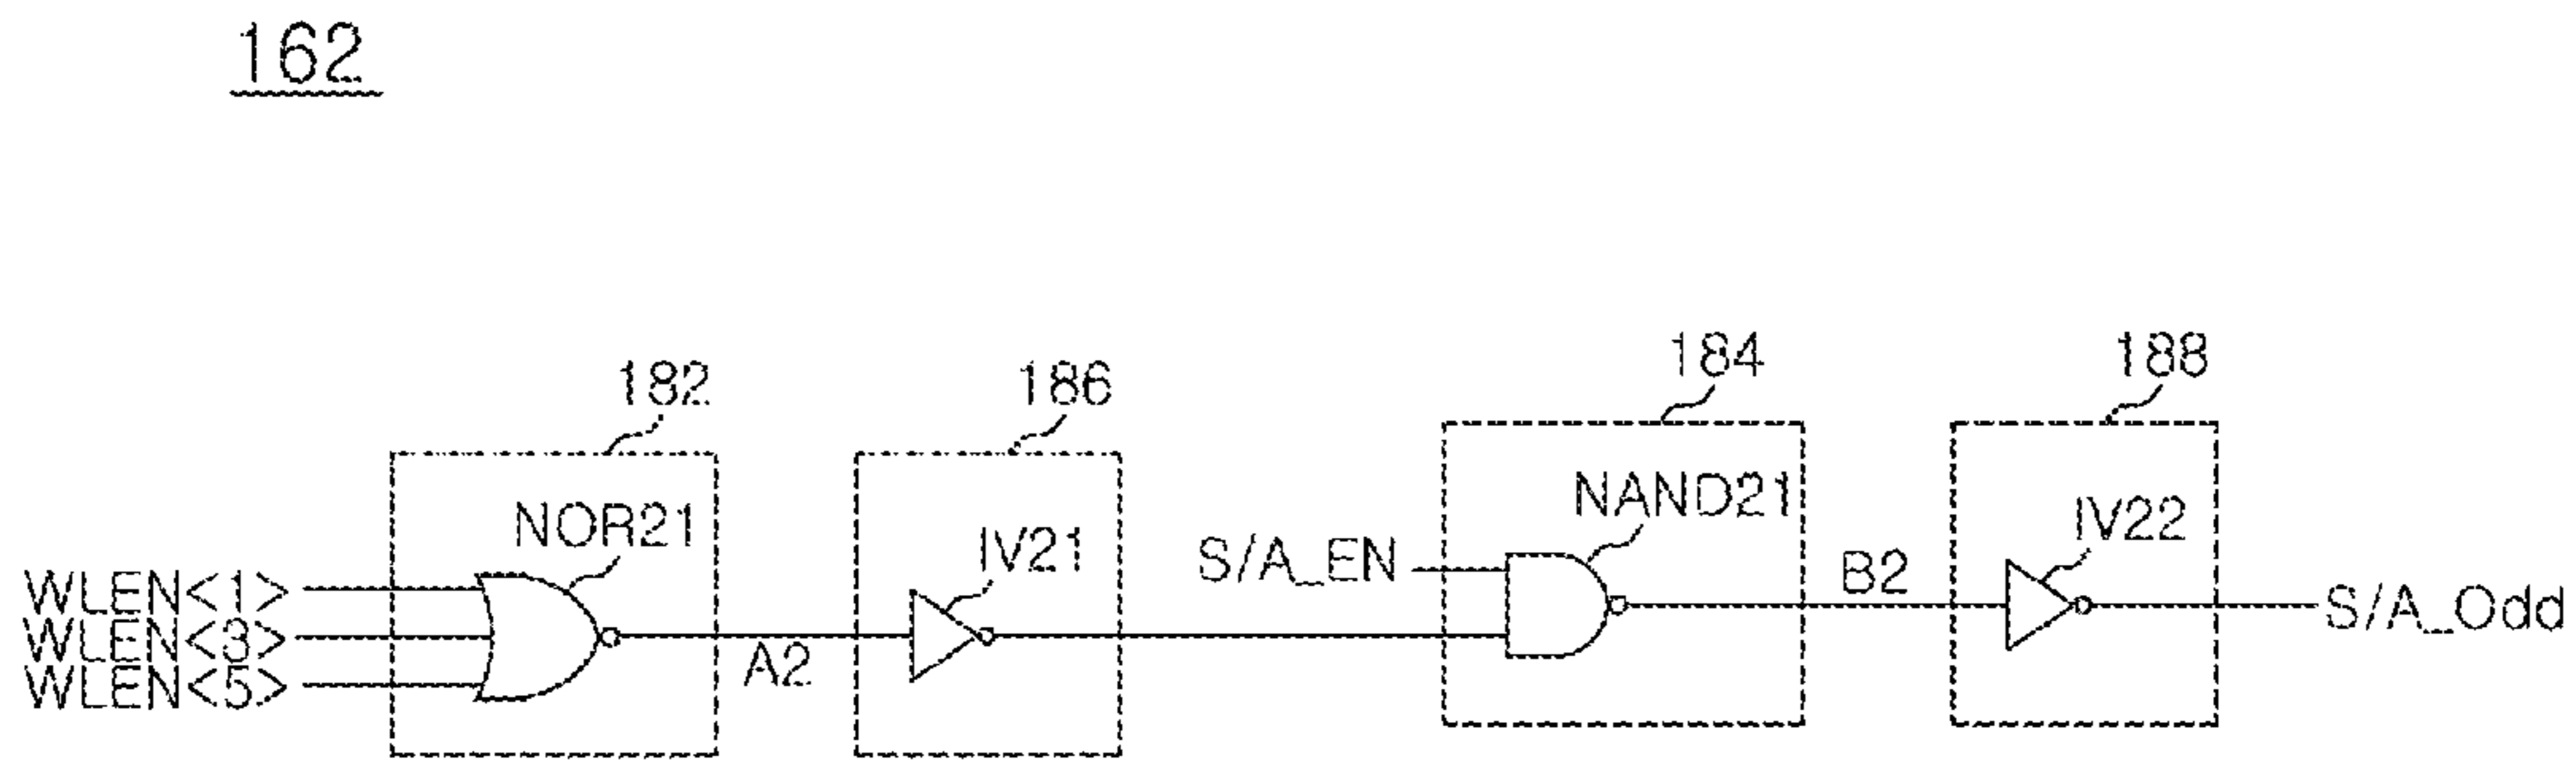 162
182
186
184
188
NOR21
IV21
NAND21
IV22
S/A_EN
WLEN<1>
WLEN<3>
WLEN<5>
A2
B2
S/A_Odd